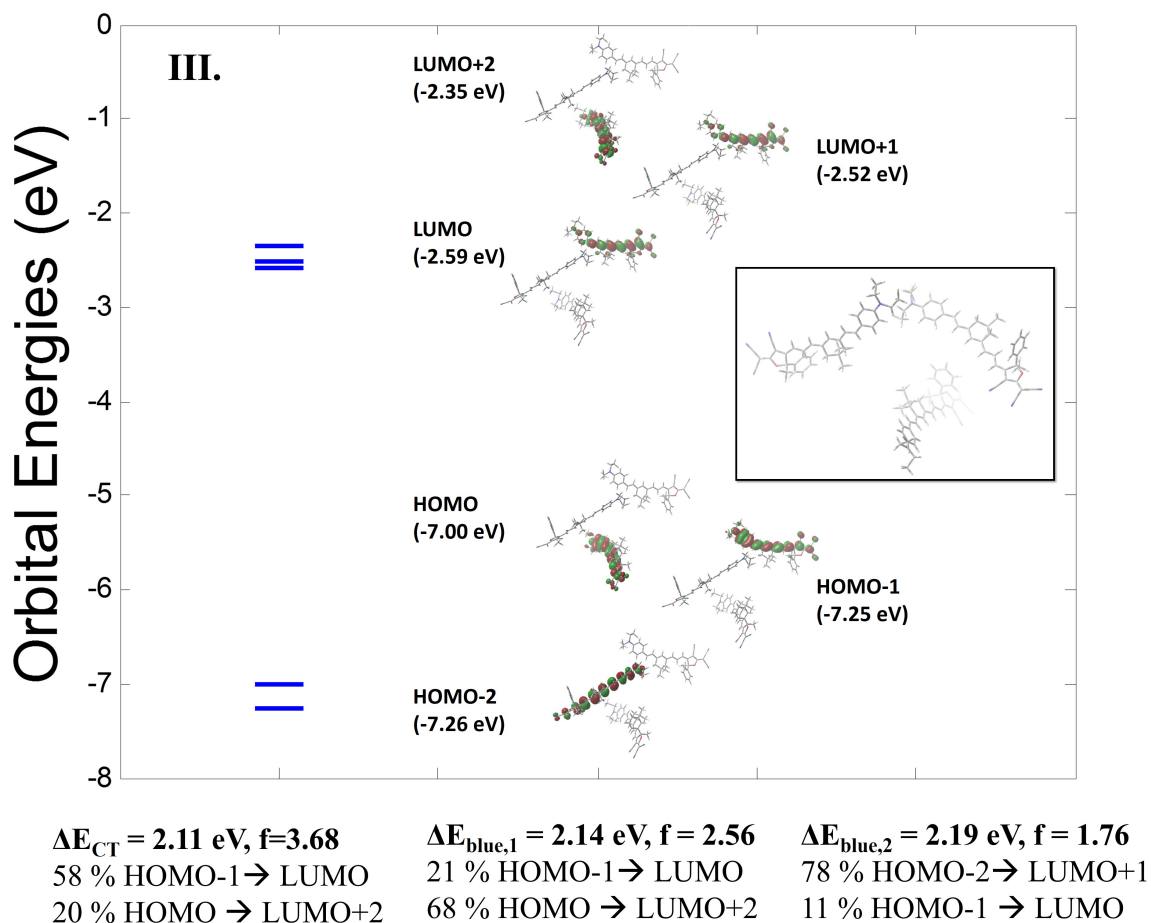 Orbital Energies (eV)
0
-1
-2
-3
-4
-5
-6
-7
-8
III.
LUMO+2
(-2.35 eV)
LUMO+1
(-2.52 eV)
LUMO
(-2.59 eV)
HOMO
(-7.00 eV)
HOMO-1
(-7.25 eV)
HOMO-2
(-7.26 eV)
ΔE_CT = 2.11 eV, f=3.68
58 % HOMO-1→ LUMO
20 % HOMO → LUMO+2
ΔE_blue,1 = 2.14 eV, f = 2.56
21 % HOMO-1→ LUMO
68 % HOMO → LUMO+2
ΔE_blue,2 = 2.19 eV, f = 1.76
78 % HOMO-2→ LUMO+1
11 % HOMO-1 → LUMO